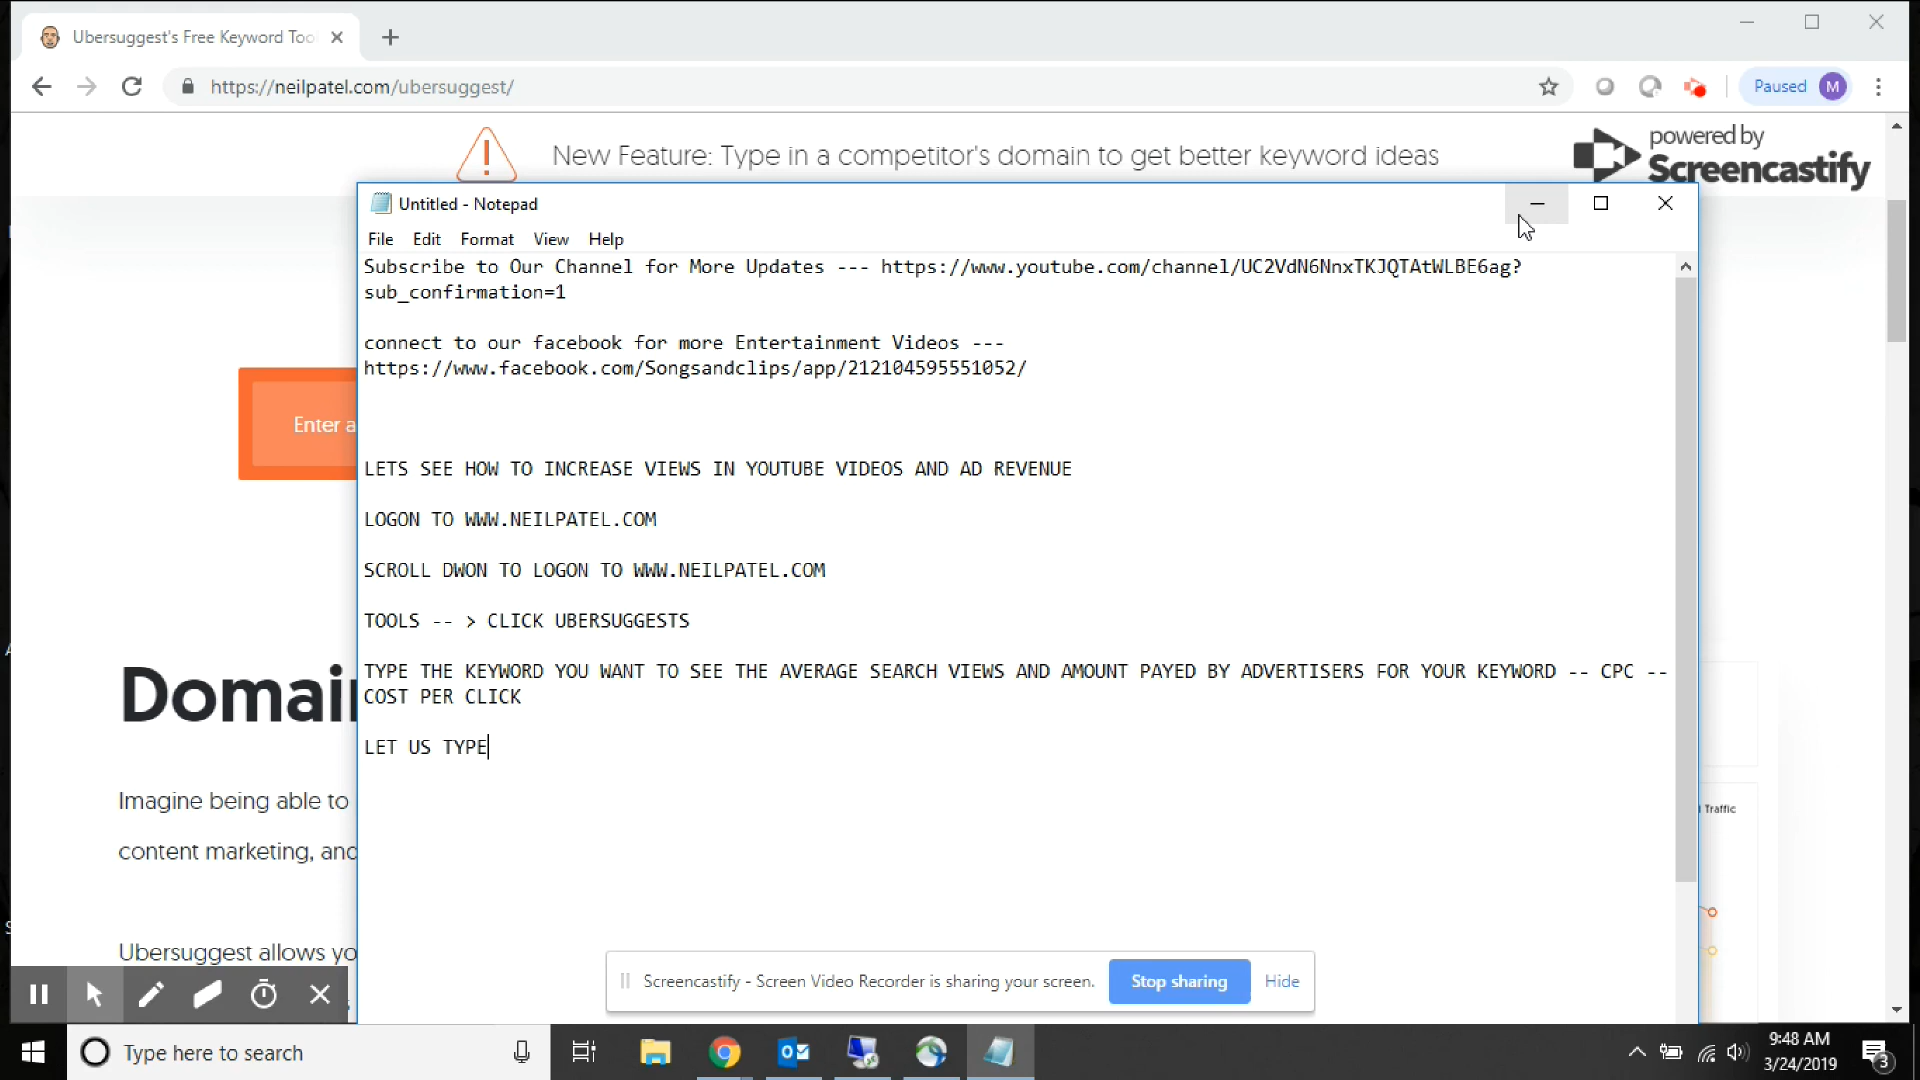 Ubersuggest's Free Keyword Too
https://neilpatel.com/ubersuggest/
Paused M
New Feature: Type in a competitor's domain to get better keyword ideas
powered by
Screencastify
Untitled - Notepad
File Edit Format View Help
Subscribe to Our Channel for More Updates --- https://www.youtube.com/channel/UC2VdN6NnxTKJQTAtWLBE6ag?
sub_confirmation=1
connect to our facebook for more Entertainment Videos ---
https://www.facebook.com/Songsandclips/app/212104595551052/
Enter a
LETS SEE HOW TO INCREASE VIEWS IN YOUTUBE VIDEOS AND AD REVENUE
LOGON TO WWW.NEILPATEL.COM
SCROLL DWON TO LOGON TO WWW.NEILPATEL.COM
TOOLS -- > CLICK UBERSUGGESTS
TYPE THE KEYWORD YOU WANT TO SEE THE AVERAGE SEARCH VIEWS AND AMOUNT PAYED BY ADVERTISERS FOR YOUR KEYWORD -- CPC --
COST PER CLICK
LET US TYPE
Domain
Imagine being able to
content marketing, and
Traffic
Ubersuggest allows yo
Screencastify - Screen Video Recorder is sharing your screen. Stop sharing Hide
Type here to search
9:48 AM
3/24/2019
3